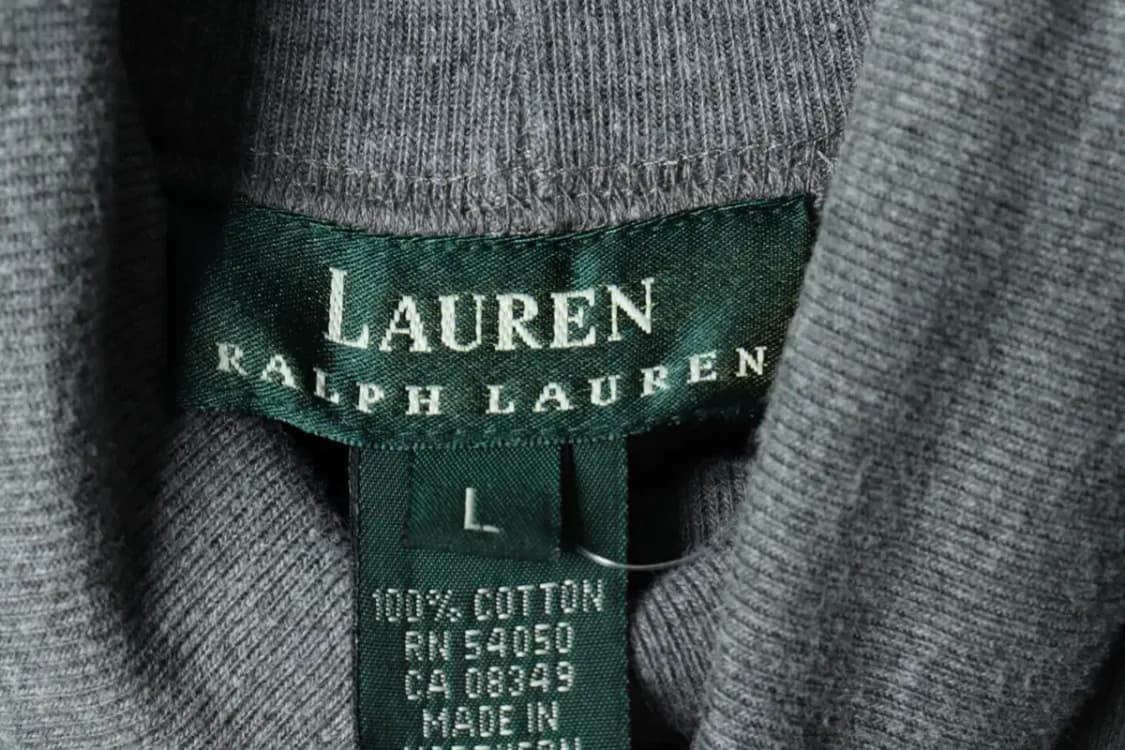 LAUREN
RALPH LAUREN
L
100% COTTON
RN 54050
CA 08349
MADE IN